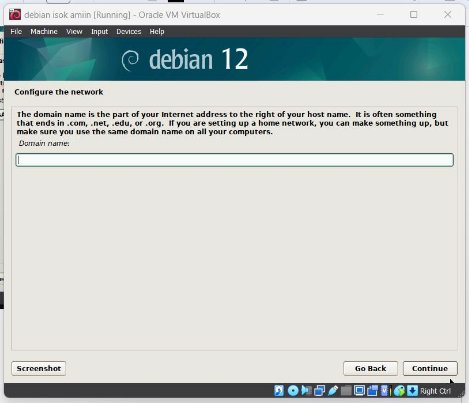 debian isok amiin [Running] - Oracle VM VirtualBox
File Machine View Input Devices Help
debian 12
Configure the network
The domain name is the part of your Internet address to the right of your host name. It is often something
that ends in .com, .net, .edu, or .org. If you are setting up a home network, you can make something up, but
make sure you use the same domain name on all your computers.
Domain name:
Screenshot
Go Back
Continue
Right Ctrl